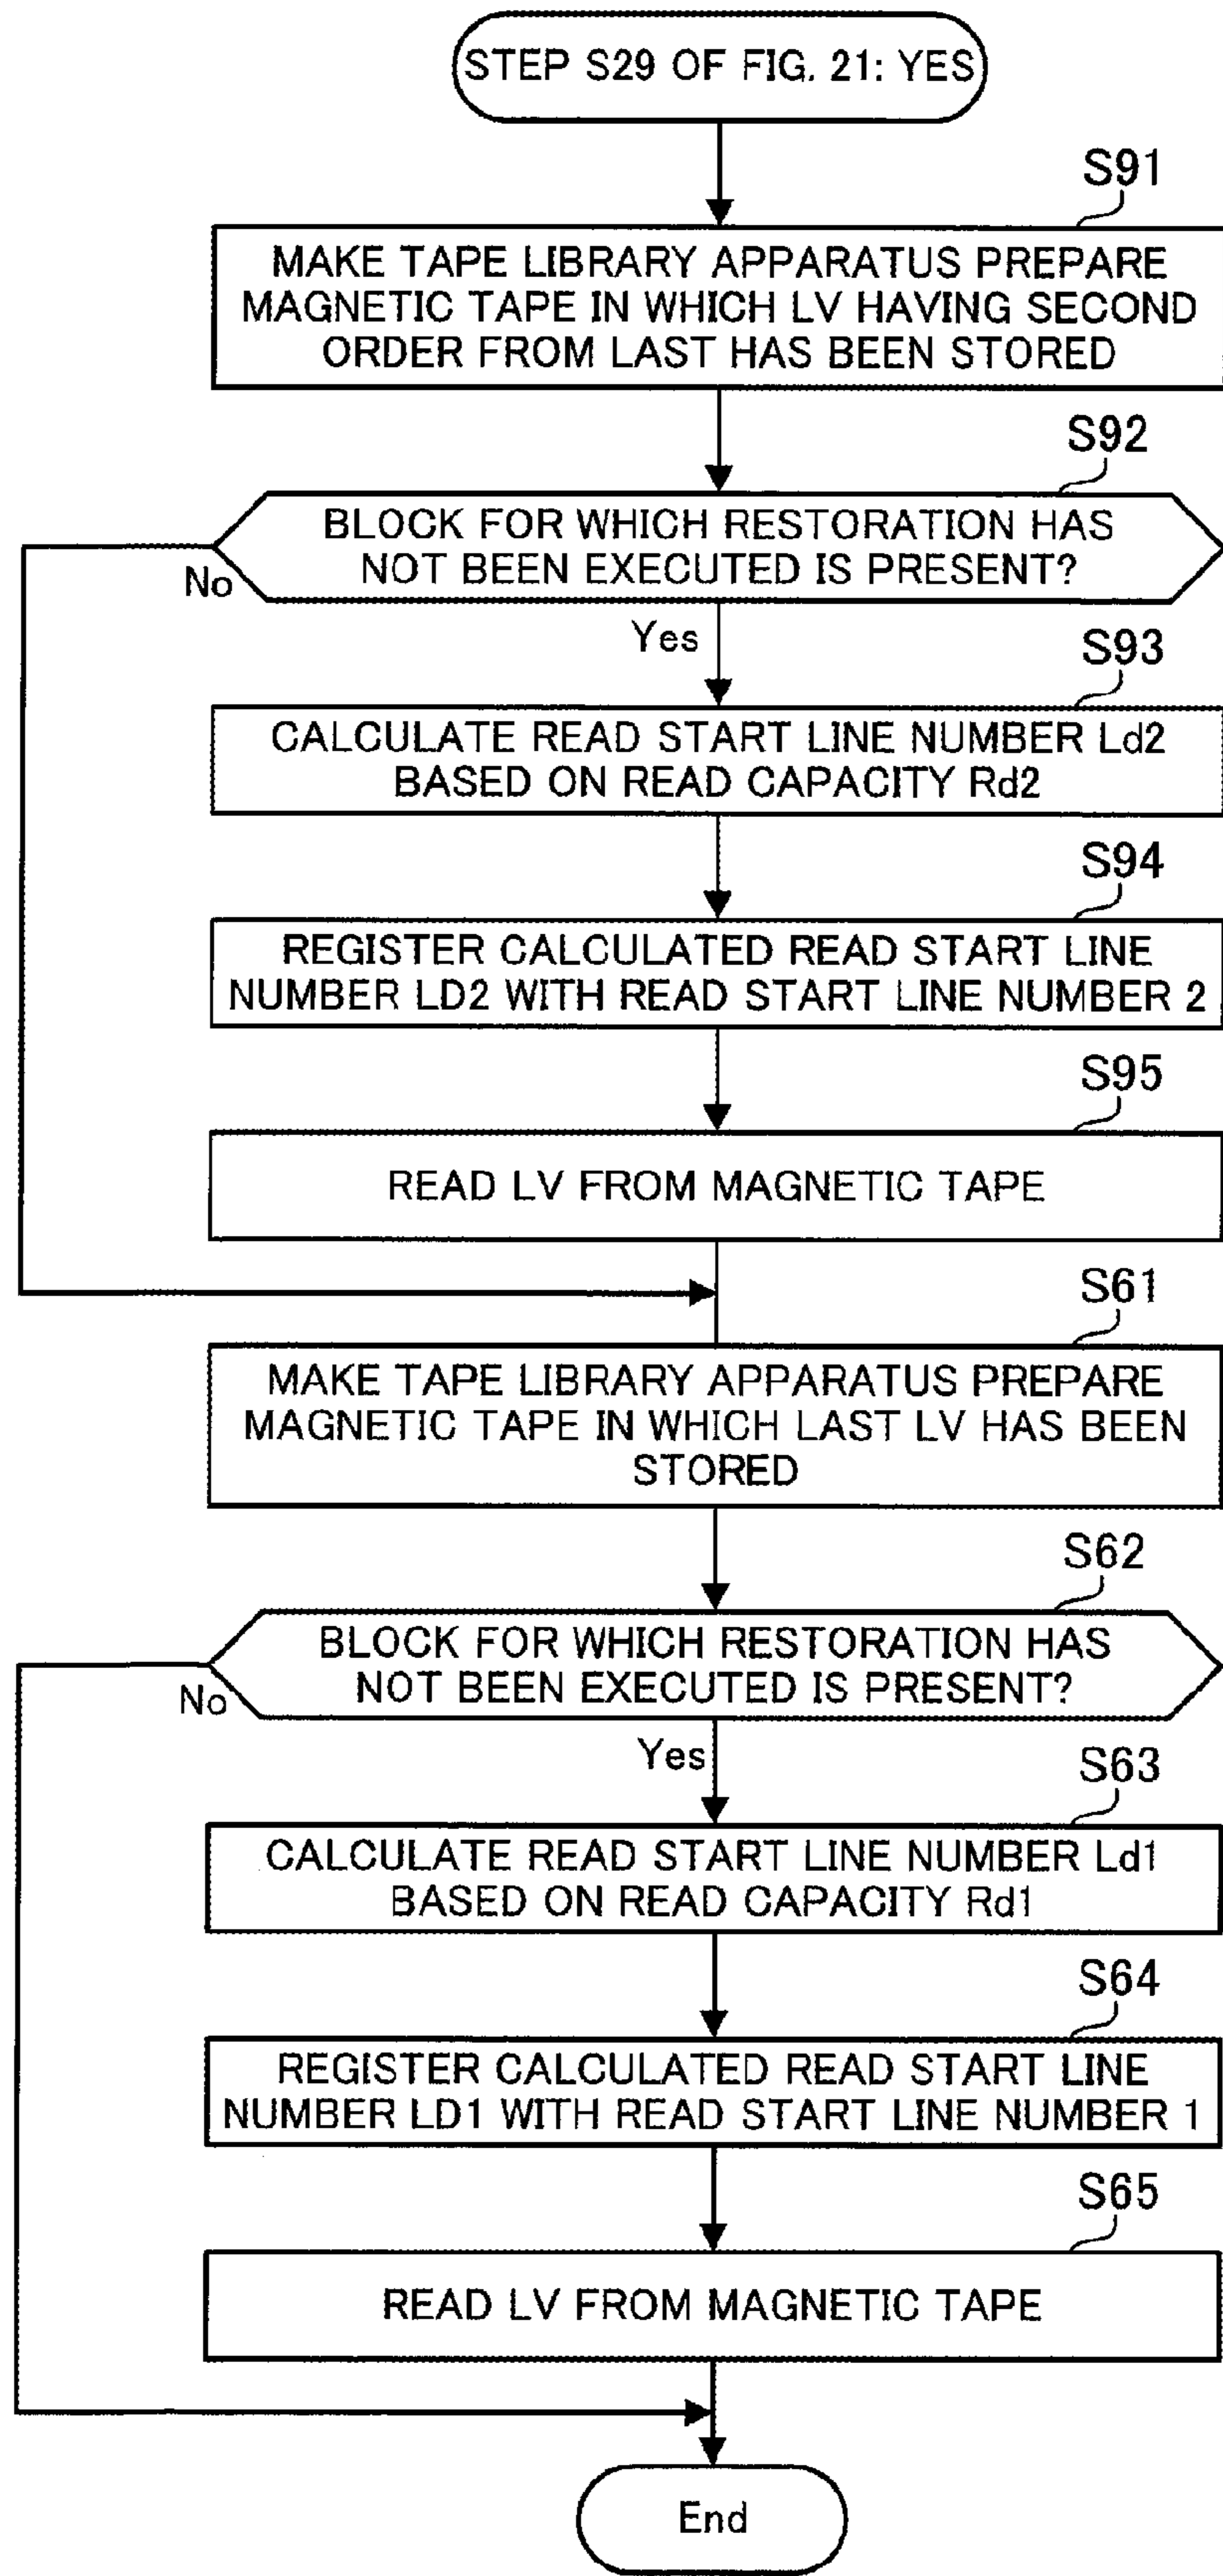 STEP S29 OF FIG. 21: YES
S91
MAKE TAPE LIBRARY APPARATUS PREPARE
MAGNETIC TAPE IN WHICH LV HAVING SECOND
ORDER FROM LAST HAS BEEN STORED
S92
BLOCK FOR WHICH RESTORATION HAS
NOT BEEN EXECUTED IS PRESENT?
No
Yes
S93
CALCULATE READ START LINE NUMBER Ld2
BASED ON READ CAPACITY Rd2
S94
REGISTER CALCULATED READ START LINE
NUMBER LD2 WITH READ START LINE NUMBER 2
S95
READ LV FROM MAGNETIC TAPE
S61
MAKE TAPE LIBRARY APPARATUS PREPARE
MAGNETIC TAPE IN WHICH LAST LV HAS BEEN
STORED
S62
BLOCK FOR WHICH RESTORATION HAS
NOT BEEN EXECUTED IS PRESENT?
No
Yes
S63
CALCULATE READ START LINE NUMBER Ld1
BASED ON READ CAPACITY Rd1
S64
REGISTER CALCULATED READ START LINE
NUMBER LD1 WITH READ START LINE NUMBER 1
S65
READ LV FROM MAGNETIC TAPE
End